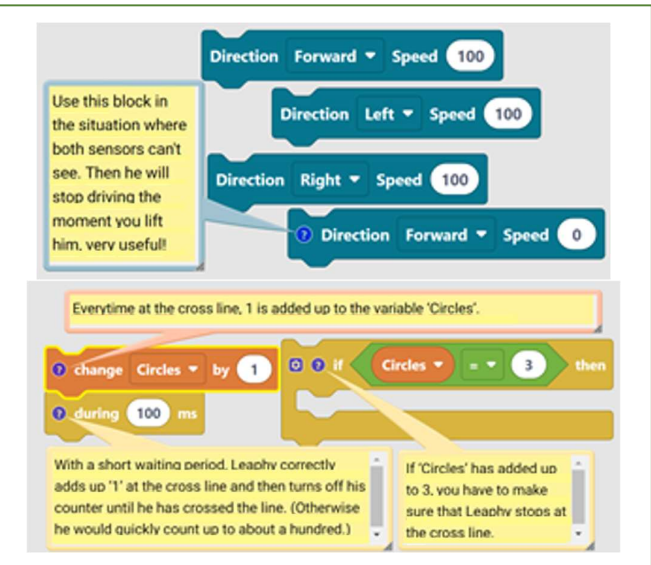 Direction Forward Speed 100
Use this block in
the situation where
both sensors can't
see. Then he will
stop driving the
moment you lift
him, very useful!
Direction Left Speed 100
Direction Right Speed 100
? Direction Forward Speed 0
Everytime at the cross line, 1 is added up to the variable 'Circles'.
? change Circles by 1
? if Circles = 3 then
? during 100 ms
With a short waiting period, Leaphy correctly
adds up '1' at the cross line and then turns off his
counter until he has crossed the line. (Otherwise
he would quickly count up to about a hundred.)
If 'Circles' has added up
to 3, you have to make
sure that Leaphy stops at
the cross line.